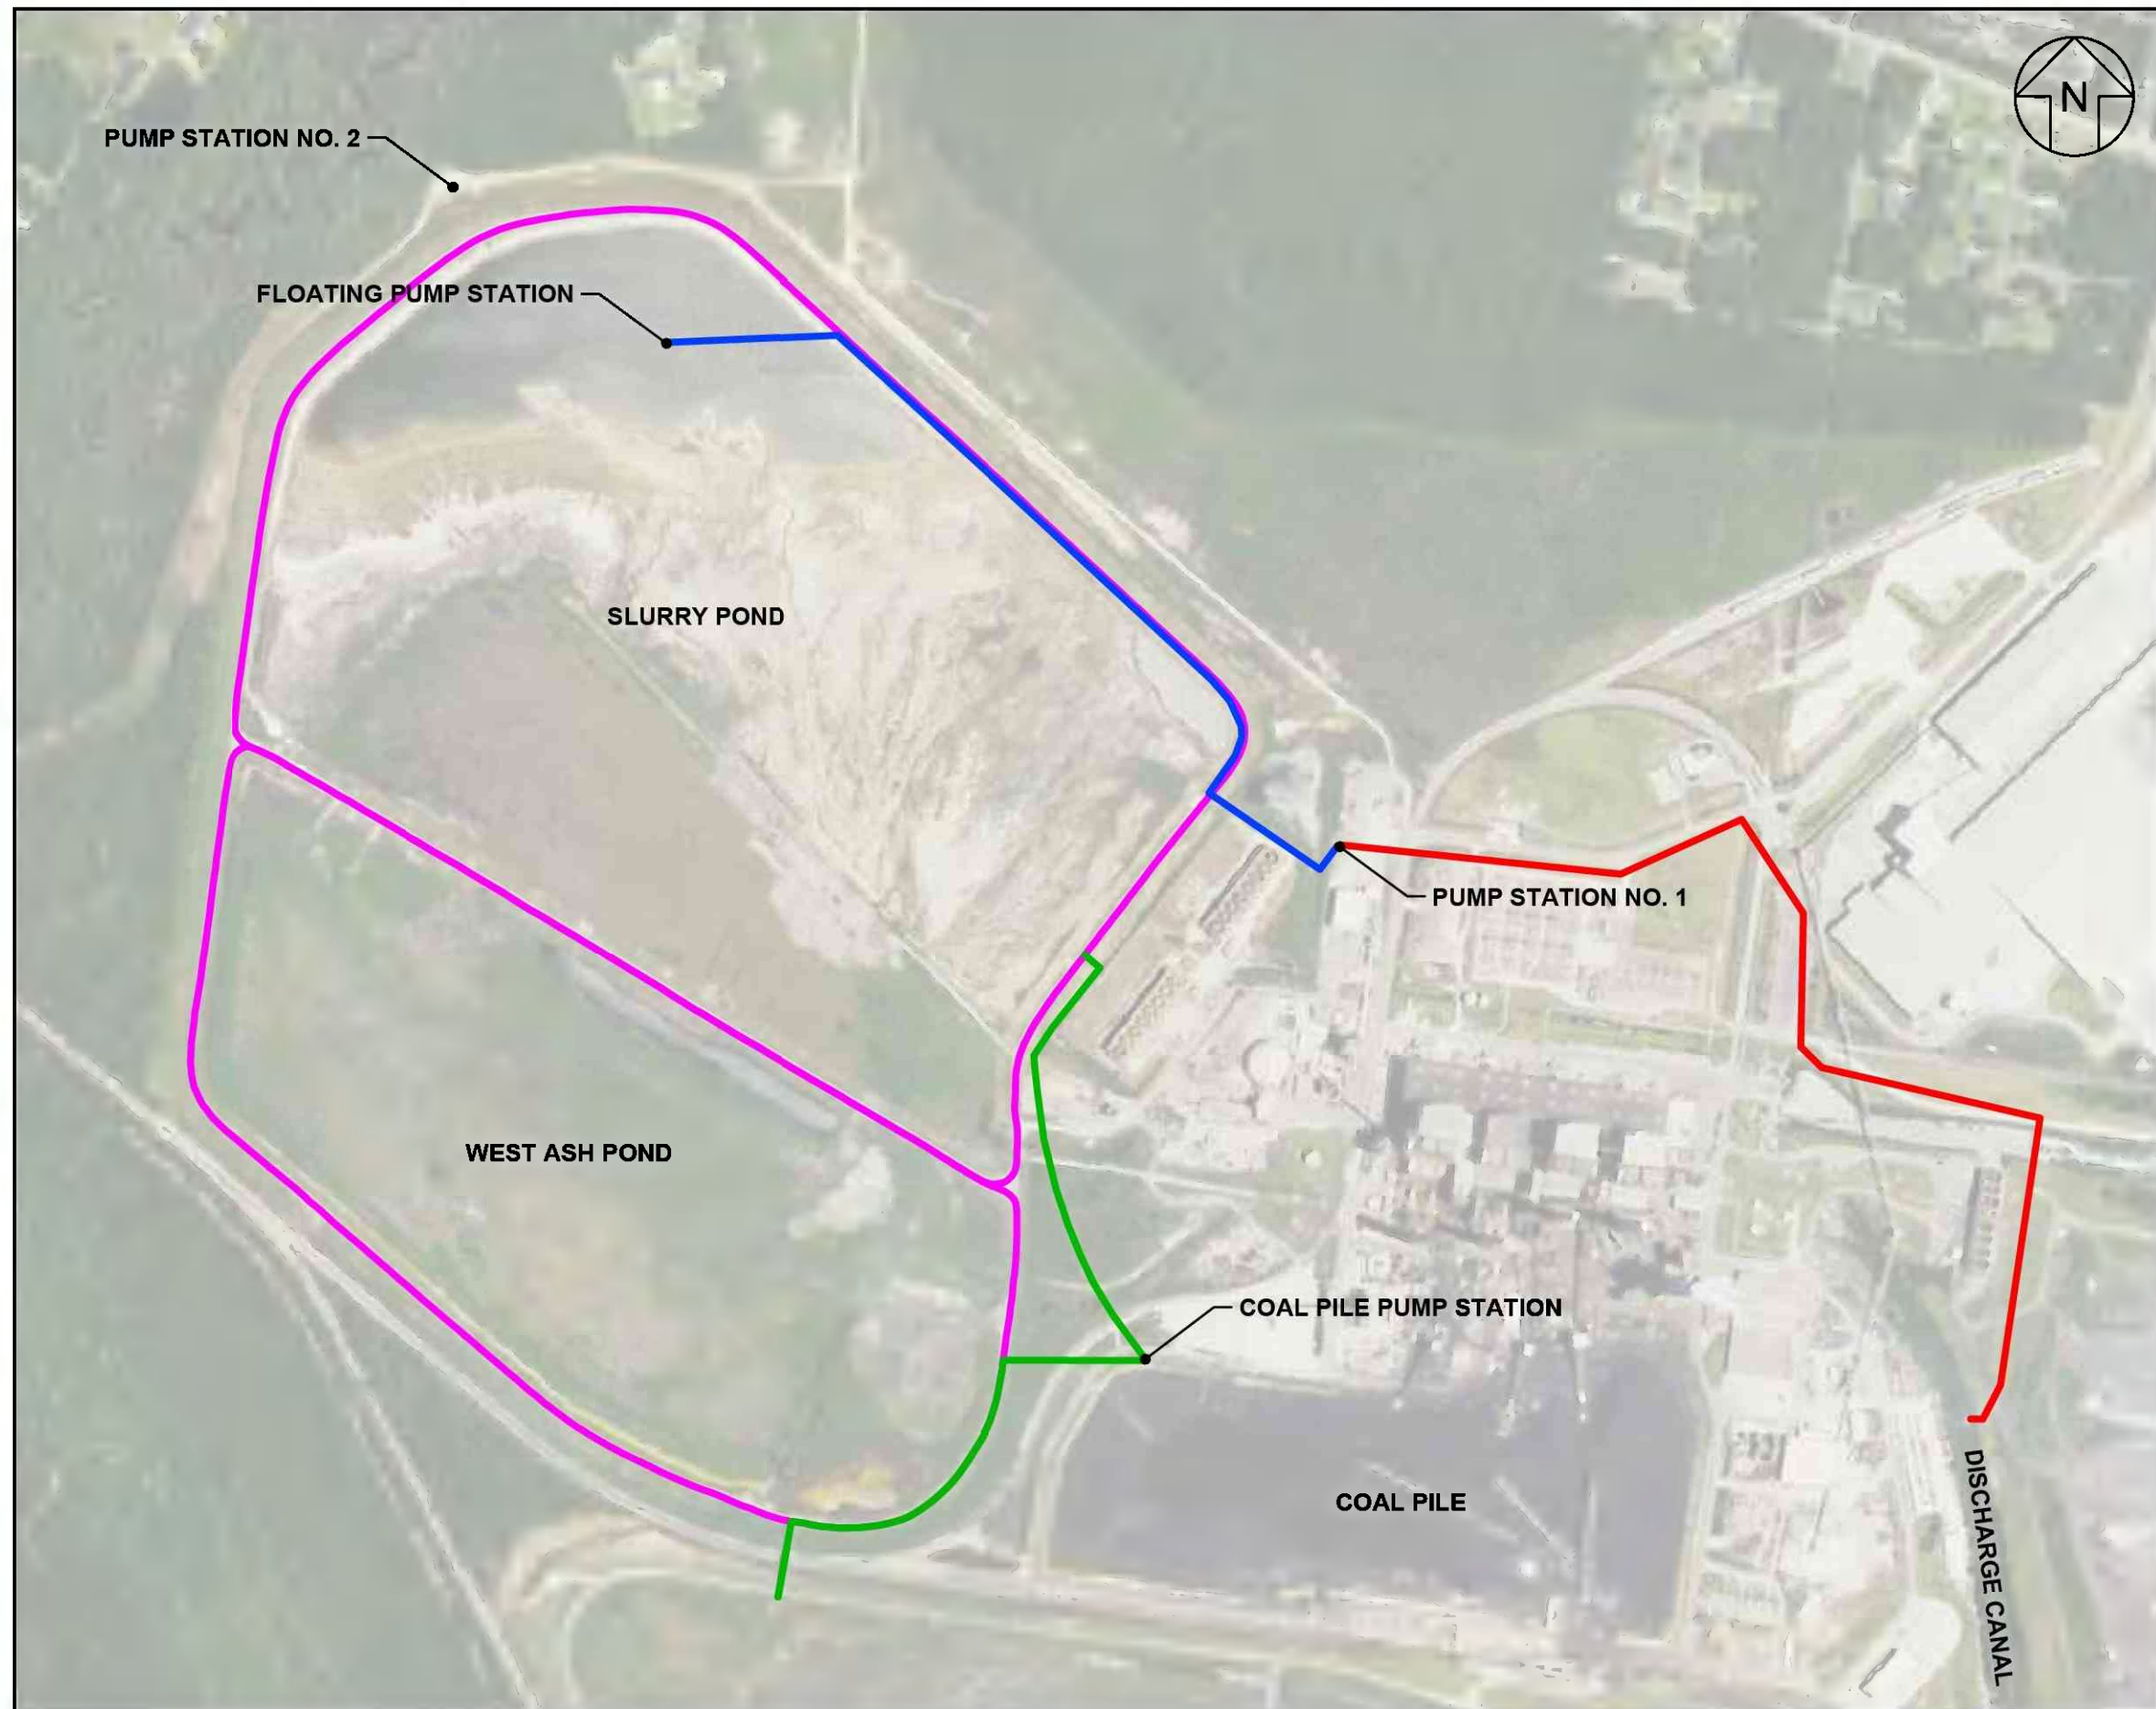 N
PUMP STATION NO. 2
FLOATING PUMP STATION
SLURRY POND
PUMP STATION NO. 1
WEST ASH POND
COAL PILE PUMP STATION
COAL PILE
DISCHARGE CANAL